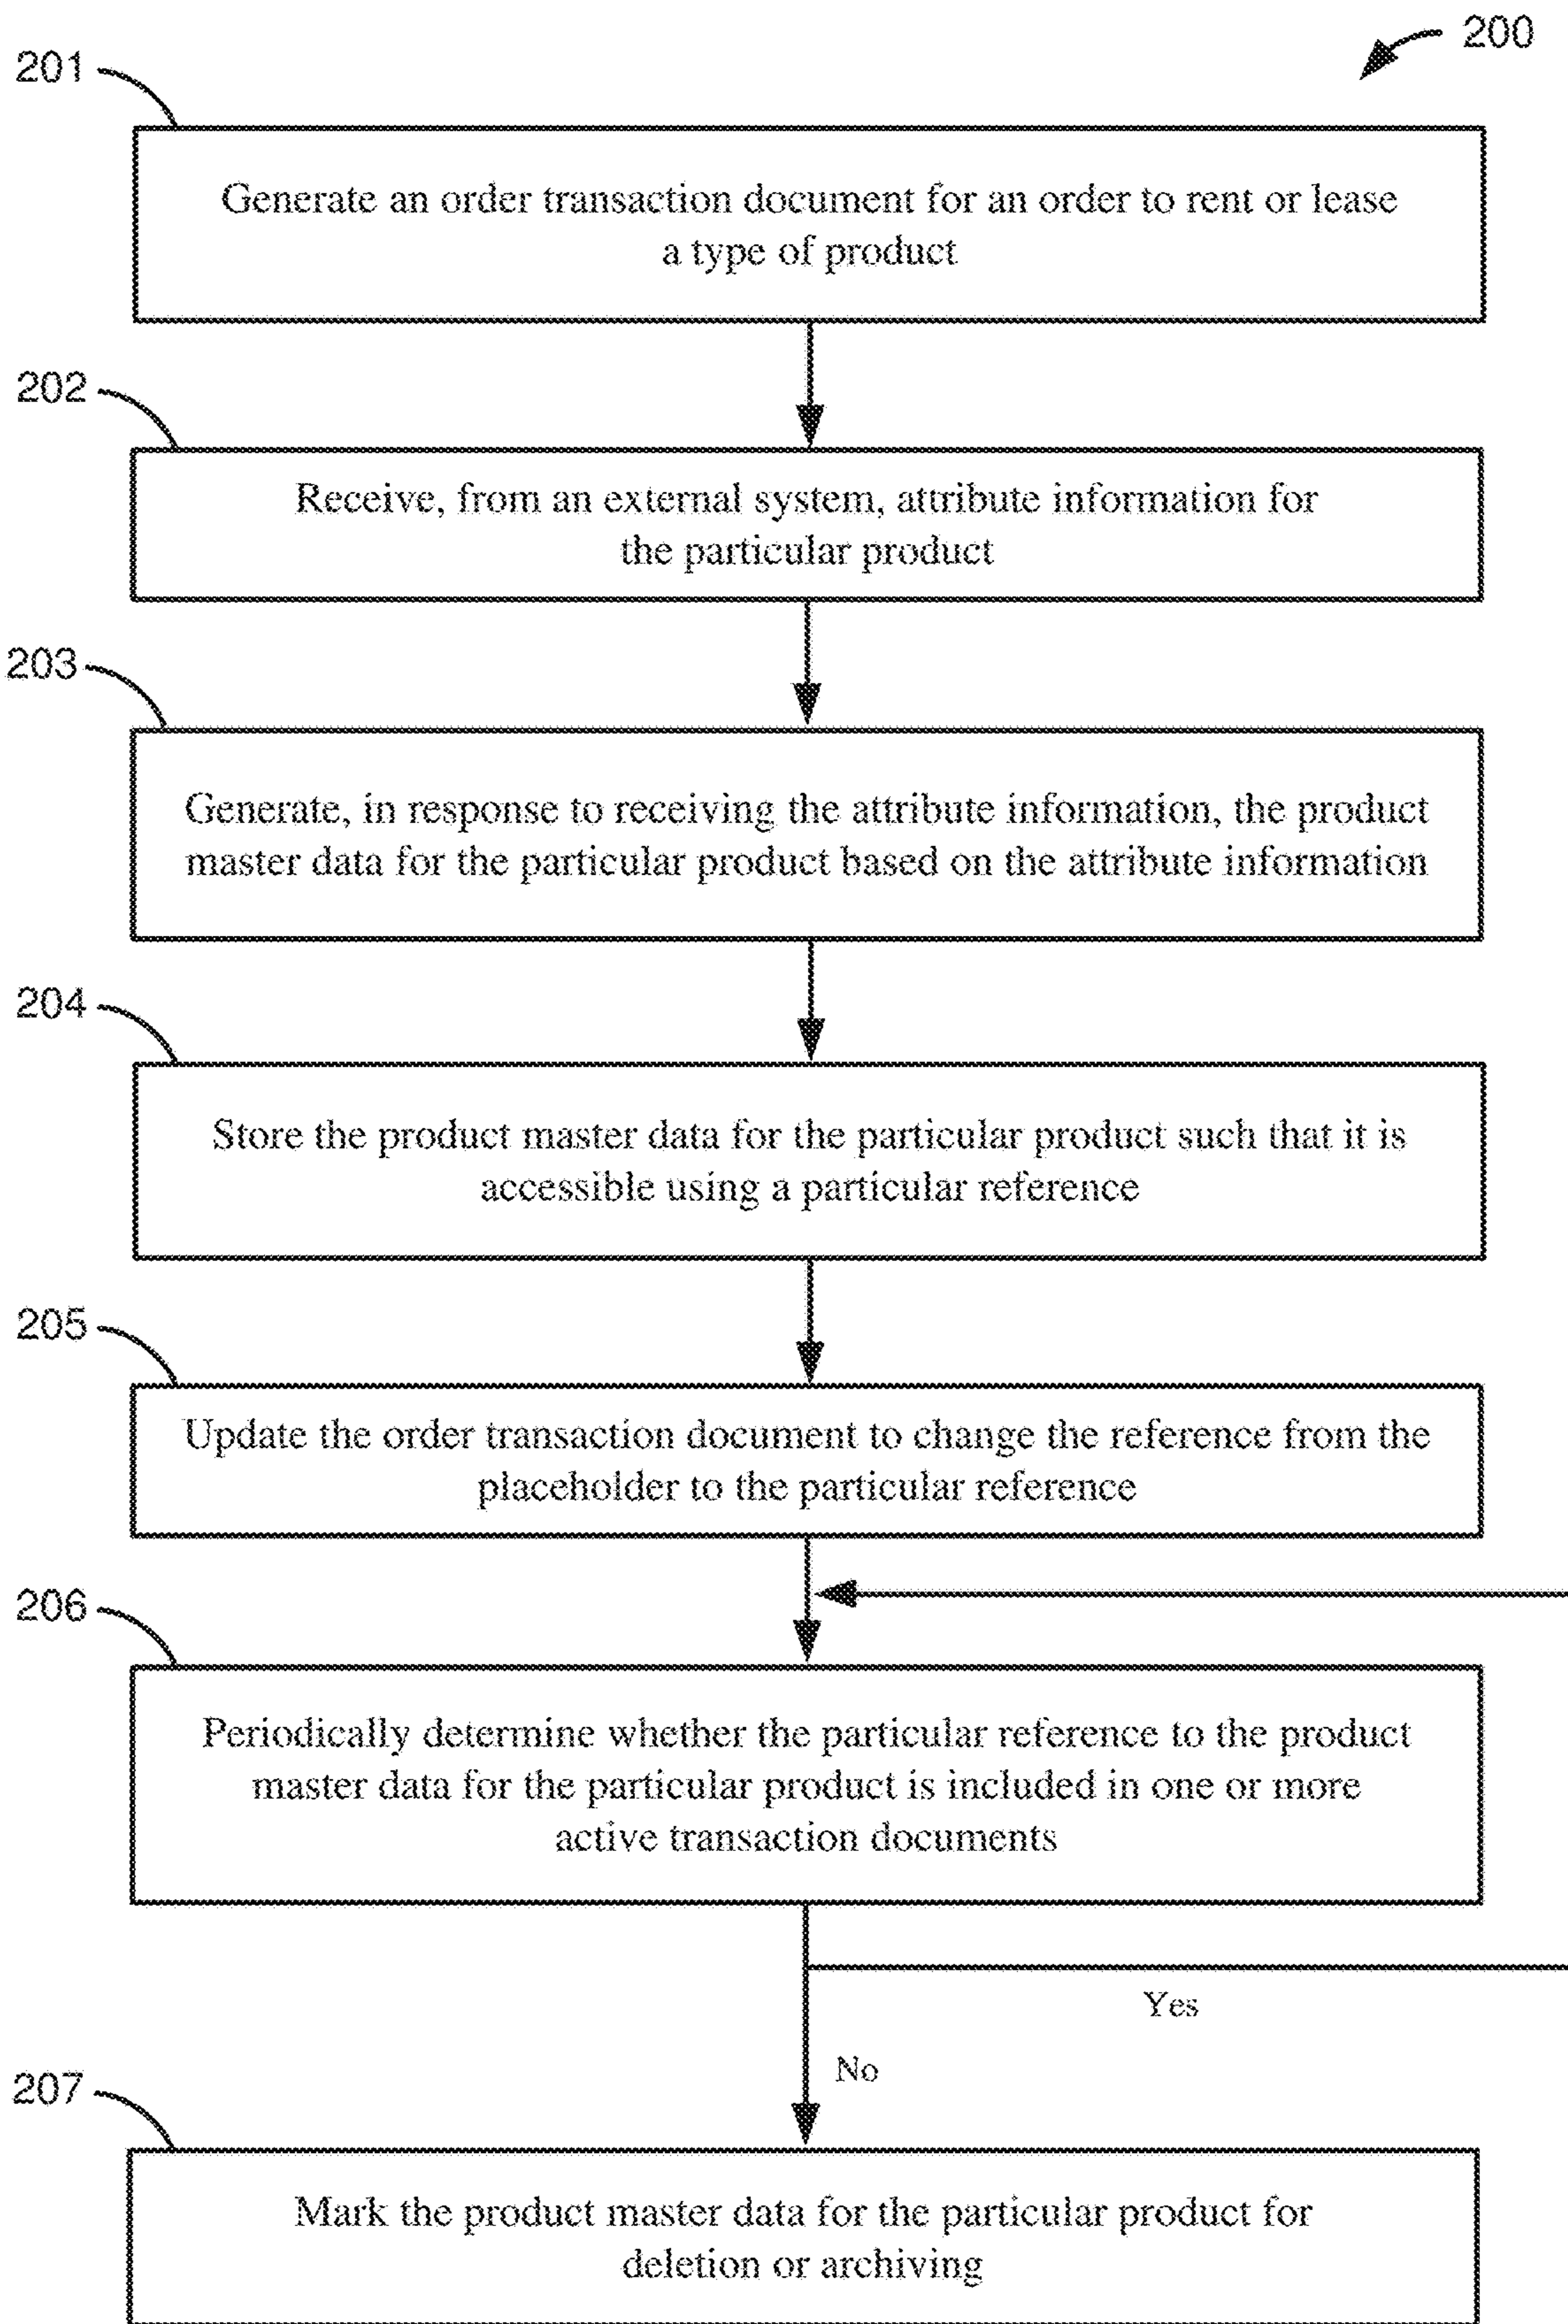 200
201
Generate an order transaction document for an order to rent or lease
a type of product
202
Receive, from an external system, attribute information for
the particular product
203
Generate, in response to receiving the attribute information, the product
master data for the particular product based on the attribute information
204
Store the product master data for the particular product such that it is
accessible using a particular reference
205
Update the order transaction document to change the reference from the
placeholder to the particular reference
206
Periodically determine whether the particular reference to the product
master data for the particular product is included in one or more
active transaction documents
Yes
No
207
Mark the product master data for the particular product for
deletion or archiving